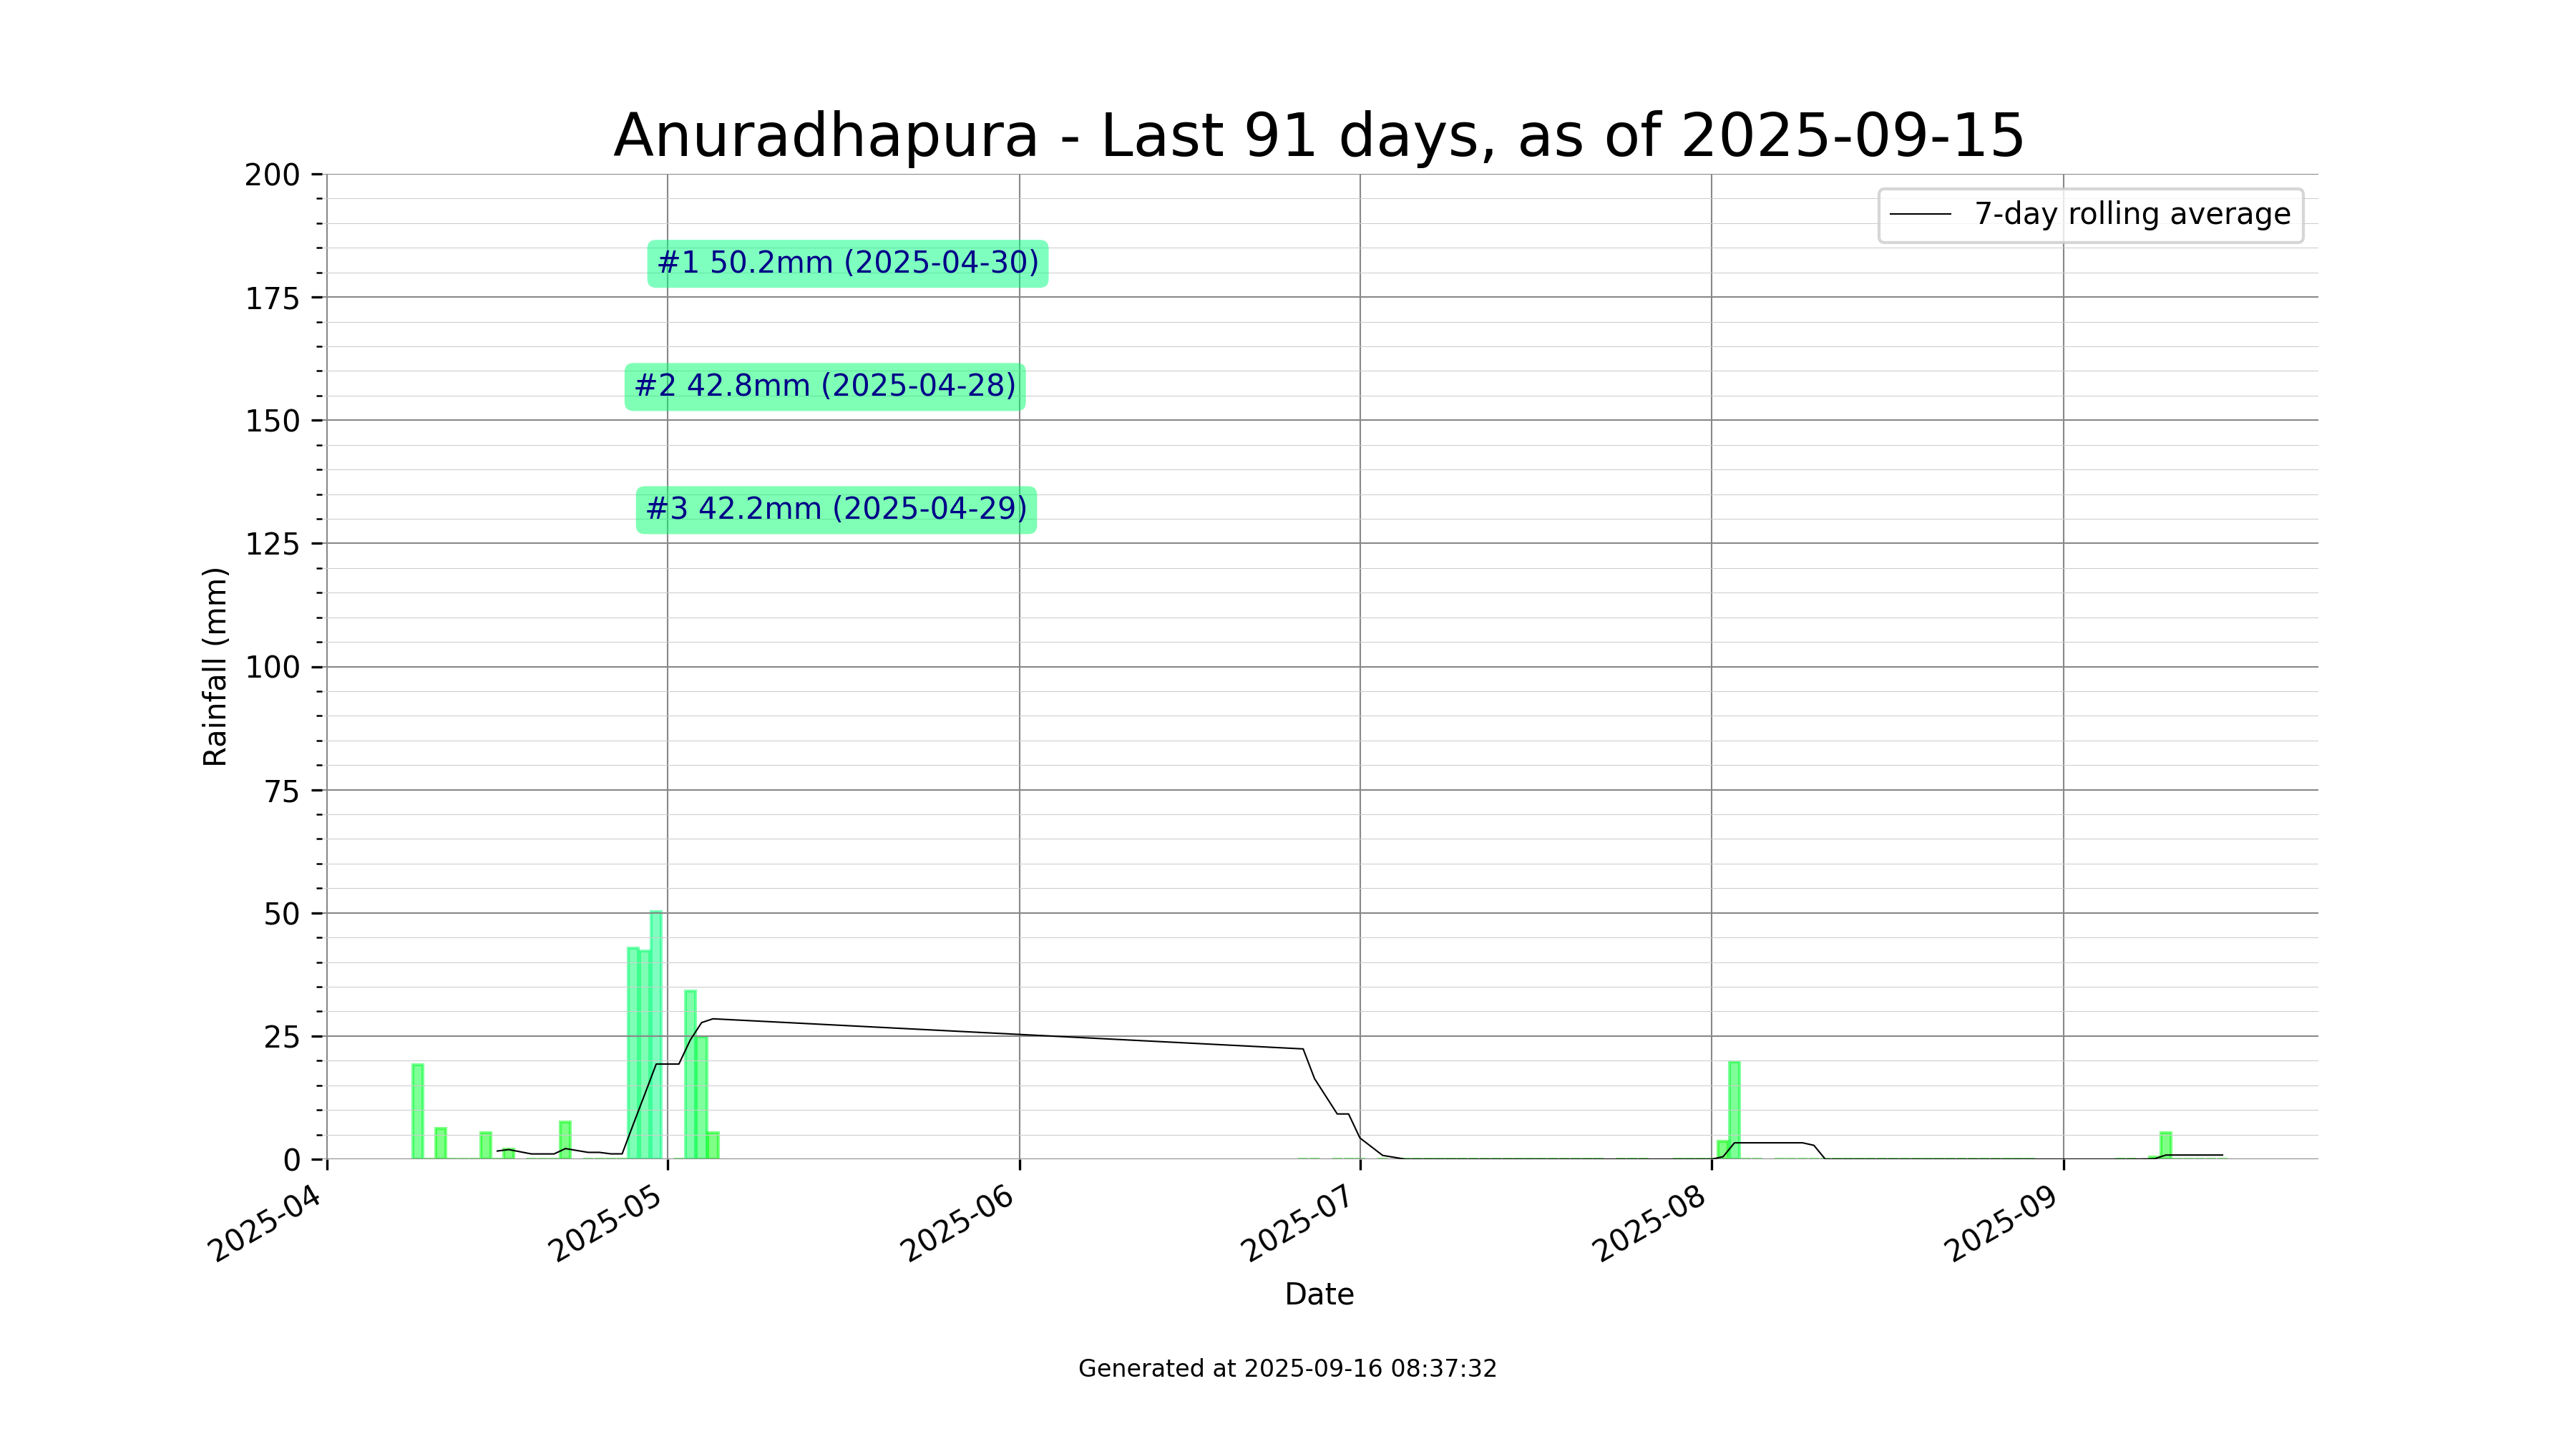 Anuradhapura - Last 91 days, as of 2025-09-15
200
175
150
125
100
75
50
25
0
Rainfall (mm)
7-day rolling average
#1 50.2mm (2025-04-30)
#2 42.8mm (2025-04-28)
#3 42.2mm (2025-04-29)
2025-04
2025-05
2025-06
2025-07
2025-08
2025-09
Date
Generated at 2025-09-16 08:37:32